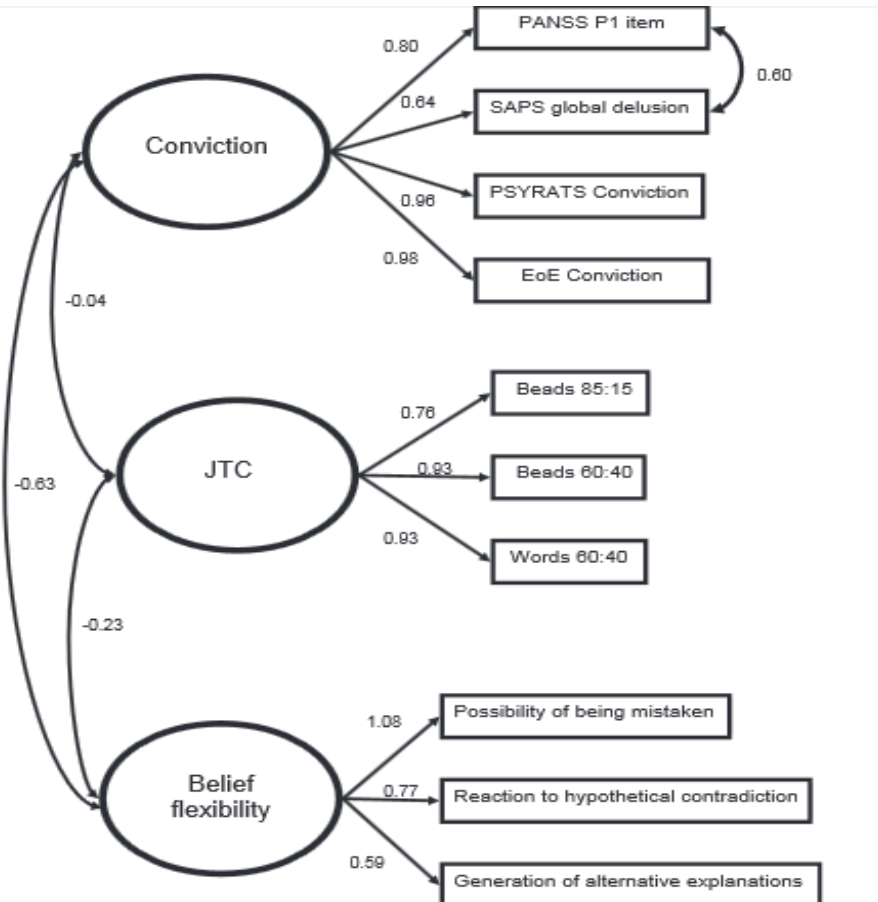 PANSS P1 item
0.80
0.60
0.64
SAPS global delusion
Conviction
PSYRATS Conviction
0.96
0.98
EoE Conviction
-0.04
Beads 85:15
0.76
JTC
0.93
Beads 60:40
-0.63
0.93
Words 60:40
-0.23
Possibility of being mistaken
1.08
Belief
flexibility
0.77
Reaction to hypothetical contradiction
0.59
Generation of alternative explanations